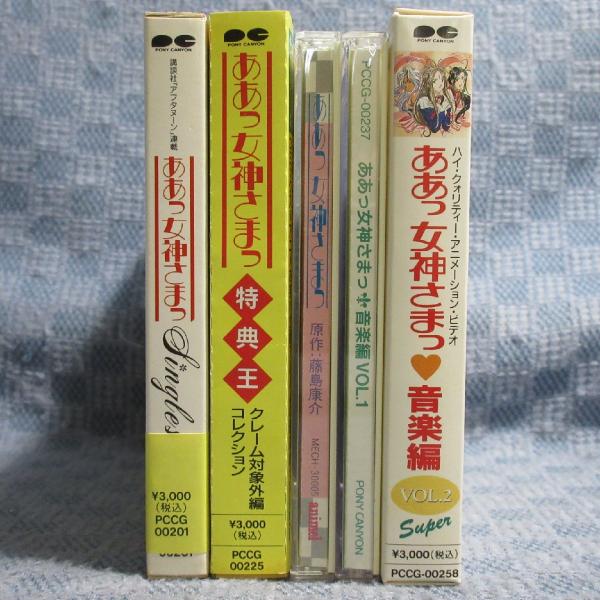 PONY CANYON
講談社「アフタヌーン」連載
ああっ女神さまっ
Singles
¥3,000
(税込)
PCCG
00201
PONY CANYON
ああっ女神さまっ
特典王
クレーム対象外編
コレクション
¥3,000
(税込)
PCCG
00225
ああっ女神さまっ
原作:藤島康介
MECH-30005
animel
PCCG-00237
ああっ女神さまっ 音楽編 VOL.1
PONY CANYON
PONY CANYON
ハイ・クォリティー・アニメーション・ビデオ
ああっ女神さまっ♥音楽編
VOL.2
Super
¥3,000(税込)
PCCG-00258